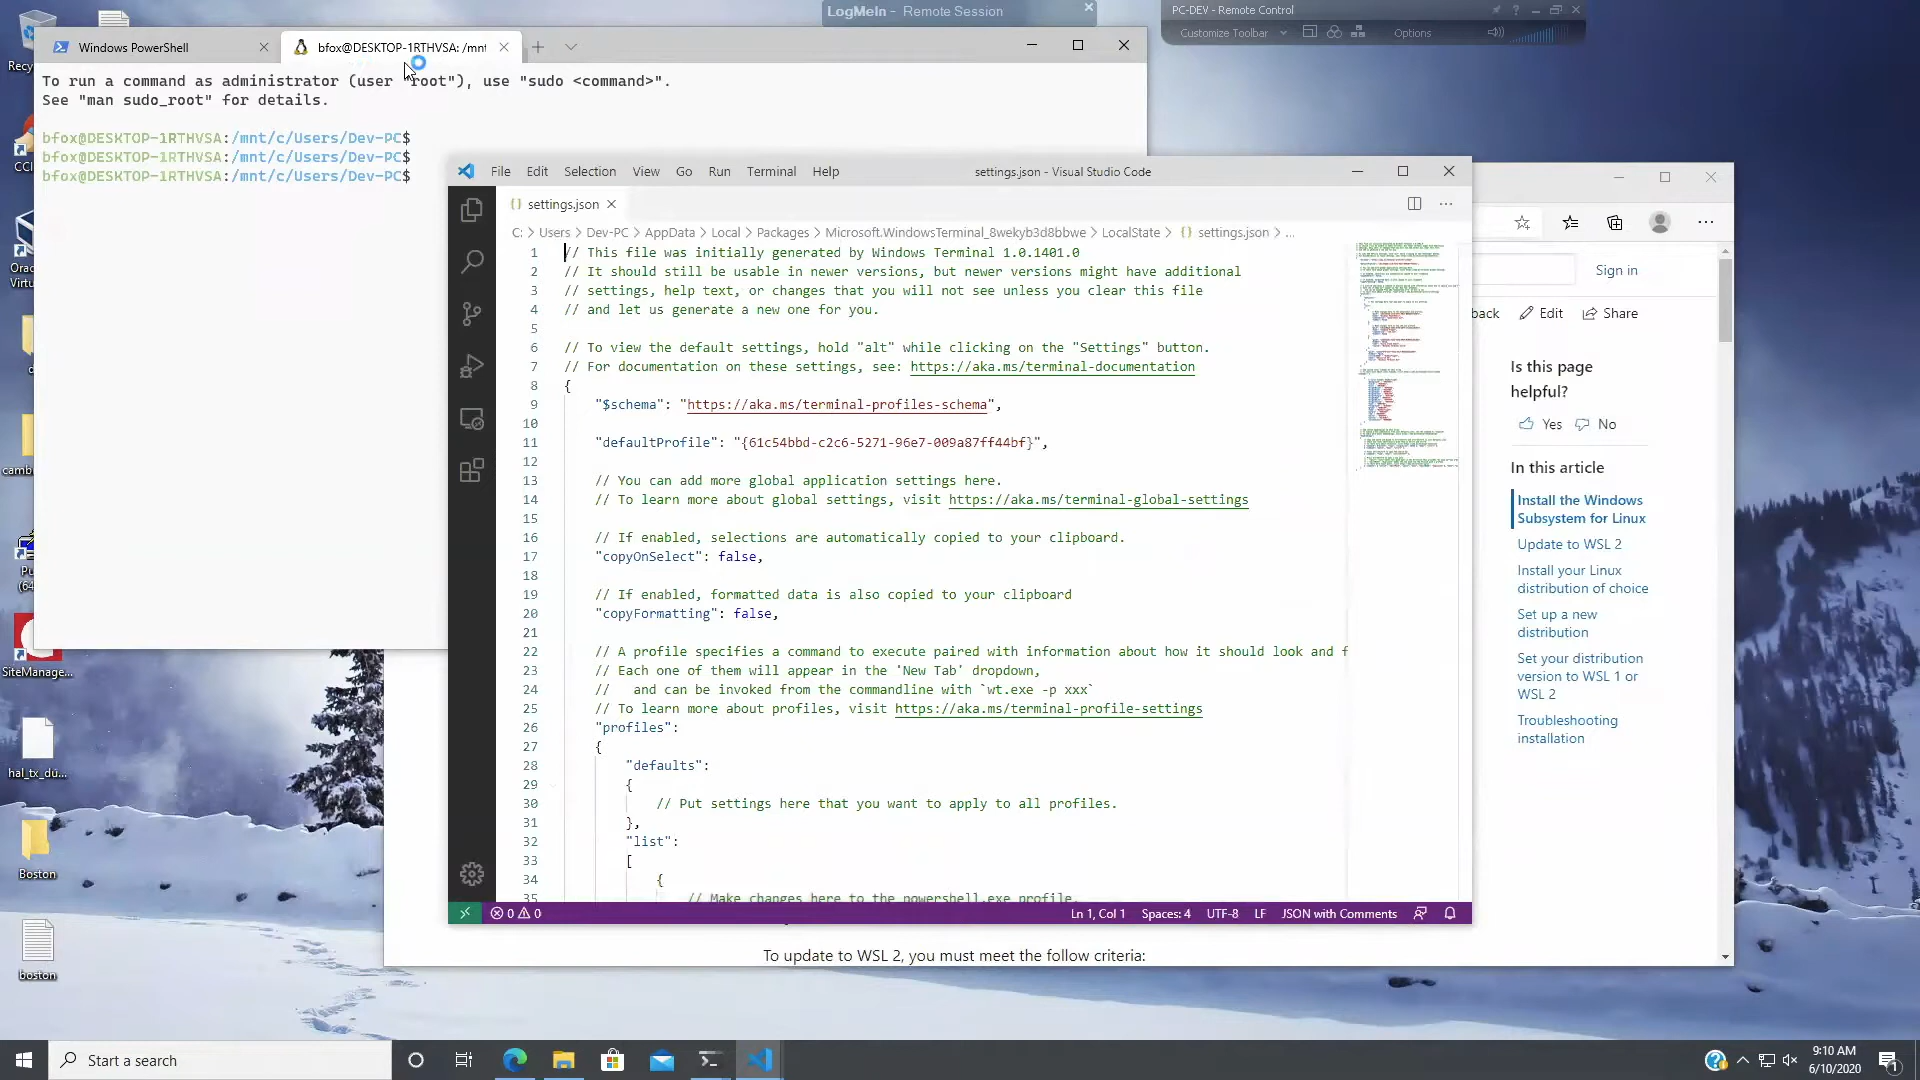 LogMeIn - Remote Session
PC-DEV - Remote Control
Customize Toolbar
Options
Windows PowerShell
bfox@DESKTOP-1RTHVSA: /mnt
To run a command as administrator (user "root"), use "sudo <command>".
See "man sudo_root" for details.
bfox@DESKTOP-1RTHVSA:/mnt/c/Users/Dev-PC$
bfox@DESKTOP-1RTHVSA:/mnt/c/Users/Dev-PC$
bfox@DESKTOP-1RTHVSA:/mnt/c/Users/Dev-PC$
File Edit Selection View Go Run Terminal Help
settings.json - Visual Studio Code
settings.json
C: > Users > Dev-PC > AppData > Local > Packages > Microsoft.WindowsTerminal_8wekyb3d8bbwe > LocalState > {} settings.json > ...
1 // This file was initially generated by Windows Terminal 1.0.1401.0
2 // It should still be usable in newer versions, but newer versions might have additional
3 // settings, help text, or changes that you will not see unless you clear this file
4 // and let us generate a new one for you.
5
6 // To view the default settings, hold "alt" while clicking on the "Settings" button.
7 // For documentation on these settings, see: https://aka.ms/terminal-documentation
8 {
9 "$schema": "https://aka.ms/terminal-profiles-schema",
10
11 "defaultProfile": "{61c54bbd-c2c6-5271-96e7-009a87ff44bf}",
12
13 // You can add more global application settings here.
14 // To learn more about global settings, visit https://aka.ms/terminal-global-settings
15
16 // If enabled, selections are automatically copied to your clipboard.
17 "copyOnSelect": false,
18
19 // If enabled, formatted data is also copied to your clipboard
20 "copyFormatting": false,
21
22 // A profile specifies a command to execute paired with information about how it should look and f
23 // Each one of them will appear in the 'New Tab' dropdown,
24 //   and can be invoked from the commandline with `wt.exe -p xxx`
25 // To learn more about profiles, visit https://aka.ms/terminal-profile-settings
26 "profiles":
27 {
28 "defaults":
29 {
30 // Put settings here that you want to apply to all profiles.
31 },
32 "list":
33 [
34 {
35 // Make changes here to the powershell.exe profile.
0 0
Ln 1, Col 1 Spaces: 4 UTF-8 LF JSON with Comments
Sign in
back Edit Share
Is this page
helpful?
Yes No
In this article
Install the Windows
Subsystem for Linux
Update to WSL 2
Install your Linux
distribution of choice
Set up a new
distribution
Set your distribution
version to WSL 1 or
WSL 2
Troubleshooting
installation
To update to WSL 2, you must meet the follow criteria:
Recy
CCl
Orac
Virtu
d
camb
Pu
(64
SiteManage...
hal_tx_du...
Boston
boston
Start a search
9:10 AM
6/10/2020
1